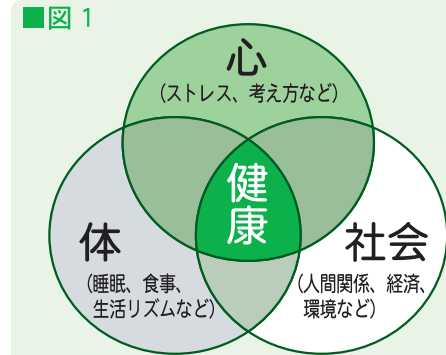 ■図 1
心
(ストレス、考え方など)
健
康
体
(睡眠、食事、
生活リズムなど)
社会
(人間関係、経済、
環境など)